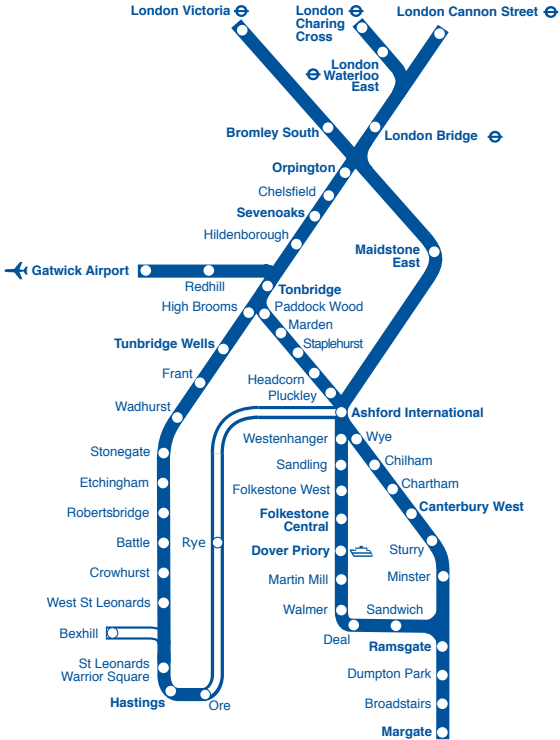 London Victoria
London
Charing
Cross
London Cannon Street
London
Waterloo
East
Bromley South
London Bridge
Orpington
Chelsfield
Sevenoaks
Hildenborough
Maidstone
East
Gatwick Airport
Redhill
Tonbridge
High Brooms
Paddock Wood
Marden
Tunbridge Wells
Staplehurst
Frant
Headcorn
Pluckley
Wadhurst
Ashford International
Stonegate
Westenhanger
Wye
Etchingham
Sandling
Chilham
Folkestone West
Chartham
Robertsbridge
Folkestone
Central
Canterbury West
Battle
Rye
Dover Priory
Sturry
Crowhurst
Martin Mill
Minster
West St Leonards
Walmer
Sandwich
Bexhill
Deal
Ramsgate
St Leonards
Warrior Square
Dumpton Park
Hastings
Ore
Broadstairs
Margate